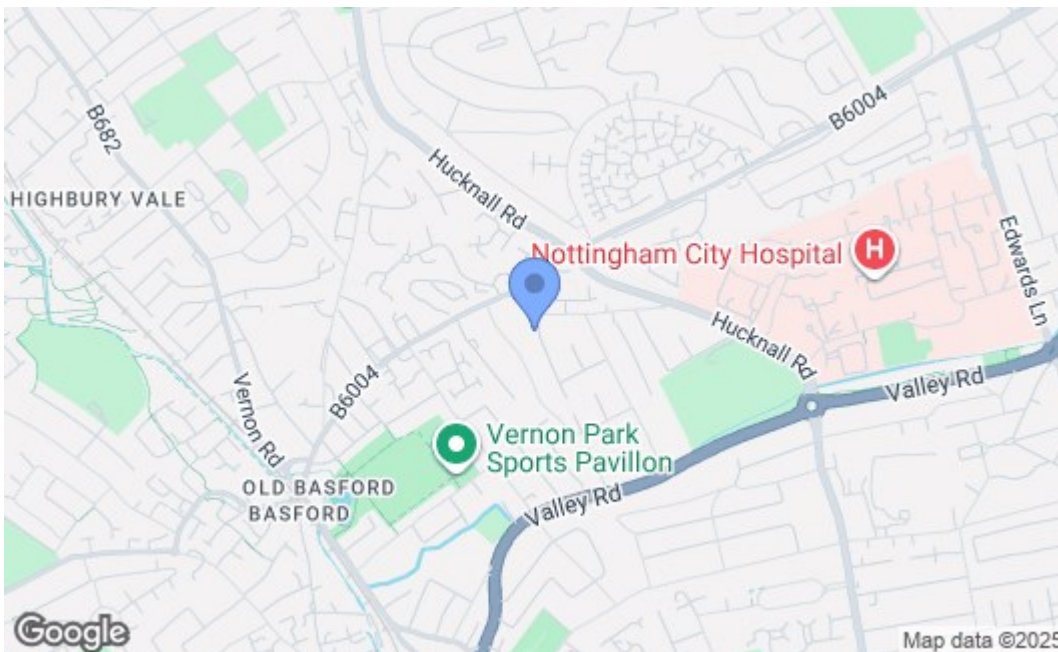 B682
B6004
HIGHBURY VALE
Hucknall Rd
Nottingham City Hospital
H
Edwards Ln
Hucknall Rd
Vernon Rd
B6004
Valley Rd
Vernon Park
Sports Pavillon
OLD BASFORD
BASFORD
Valley Rd
Google
Map data ©2025